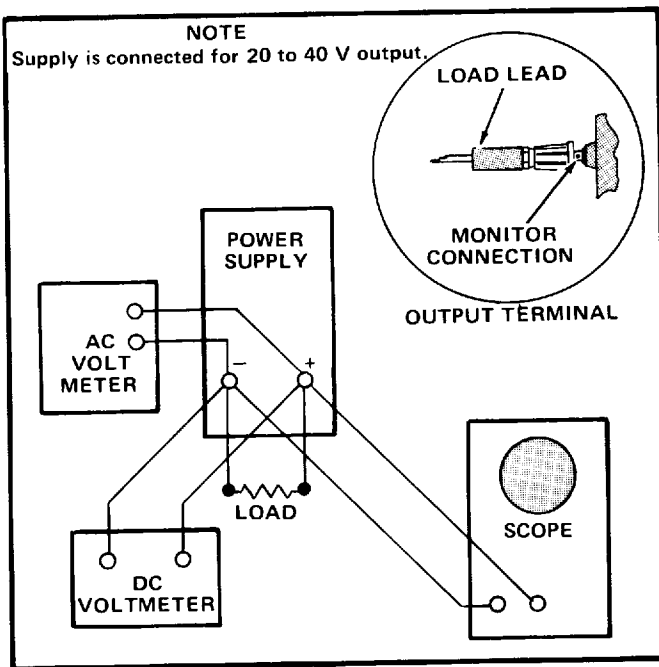 NOTE
Supply is connected for 20 to 40 V output.
LOAD LEAD
MONITOR
CONNECTION
OUTPUT TERMINAL
POWER
SUPPLY
AC
VOLT
METER
−
+
LOAD
DC
VOLTMETER
SCOPE